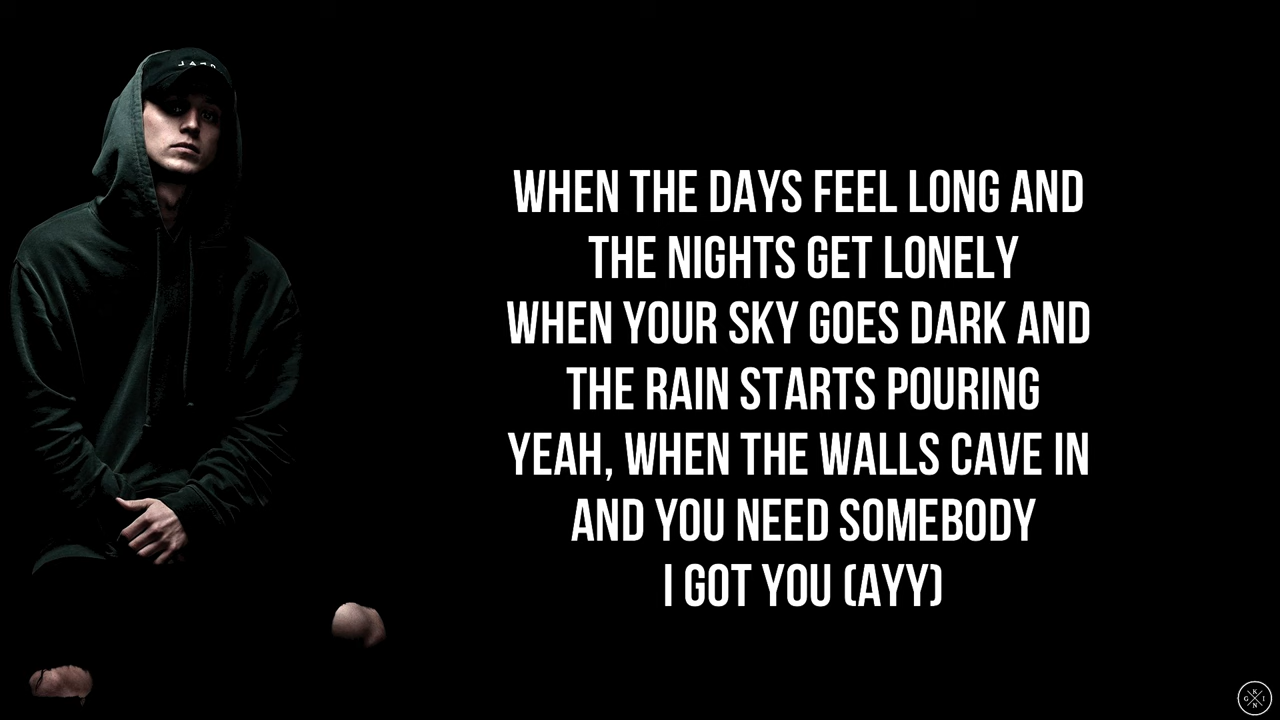 WHEN THE DAYS FEEL LONG AND
THE NIGHTS GET LONELY
WHEN YOUR SKY GOES DARK AND
THE RAIN STARTS POURING
YEAH, WHEN THE WALLS CAVE IN
AND YOU NEED SOMEBODY
I GOT YOU (AYY)
K
G I
N